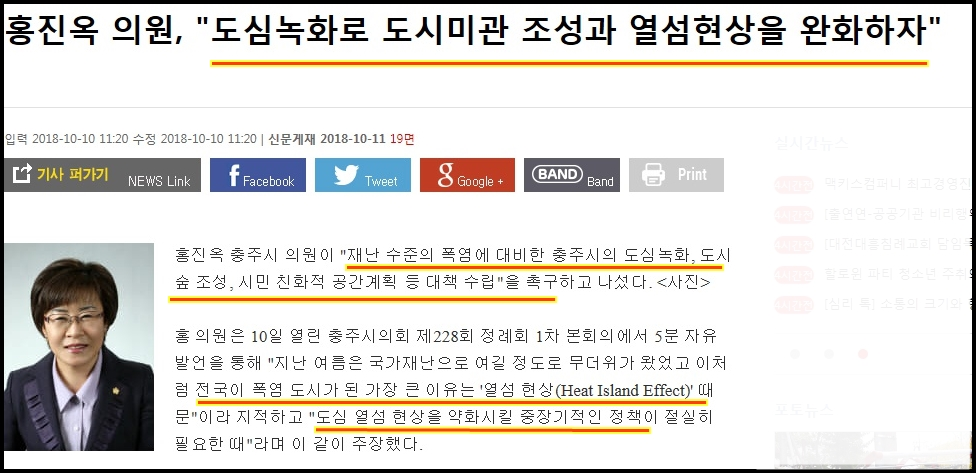 홍진옥 의원, "도심녹화로 도시미관 조성과 열섬현상을 완화하자"
입력 2018-10-10 11:20 수정 2018-10-10 11:20 | 신문게재 2018-10-11 19면
기사 퍼가기 NEWS Link
Facebook
Tweet
Google +
BAND Band
Print
홍진옥 충주시 의원이 "재난 수준의 폭염에 대비한 충주시의 도심녹화, 도시
숲 조성, 시민 친화적 공간계획 등 대책 수립"을 촉구하고 나섰다. <사진>
홍 의원은 10일 열린 충주시의회 제228회 정례회 1차 본회의에서 5분 자유
발언을 통해 "지난 여름은 국가재난으로 여길 정도로 무더위가 왔었고 이처
럼 전국이 폭염 도시가 된 가장 큰 이유는 '열섬 현상(Heat Island Effect)' 때
문"이라 지적하고 "도심 열섬 현상을 약화시킬 중장기적인 정책이 절실히
필요한 때"라며 이 같이 주장했다.
실시간뉴스
포토뉴스